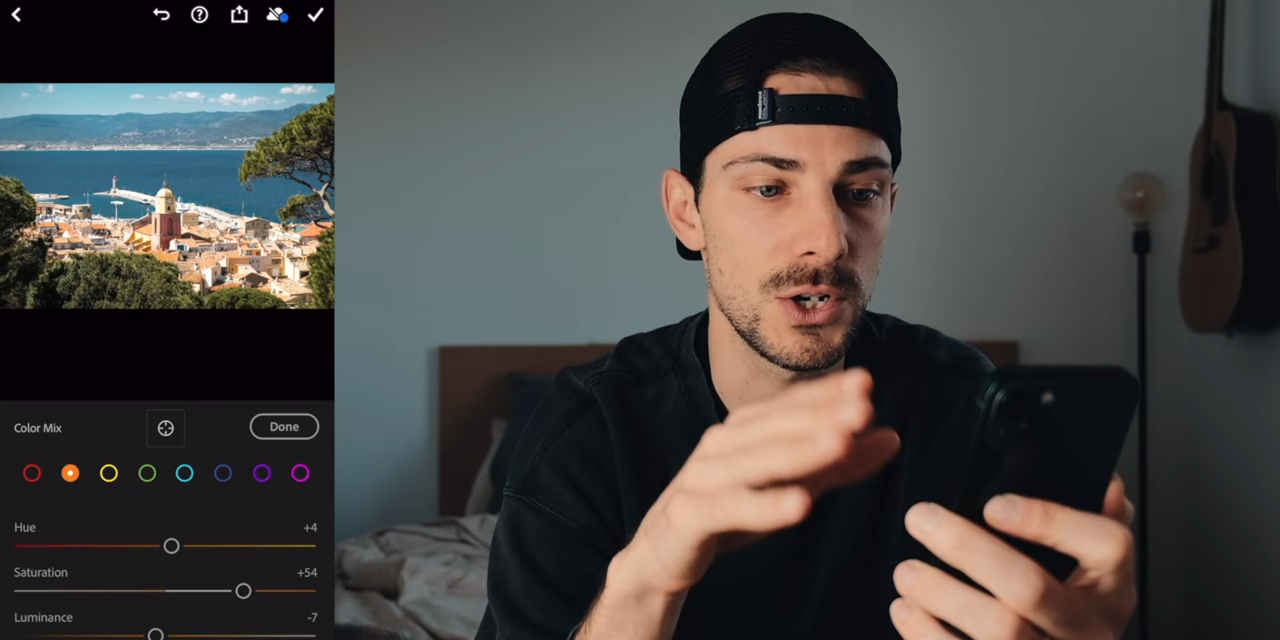 Color Mix
Done
Hue +4
Saturation +54
Luminance -7